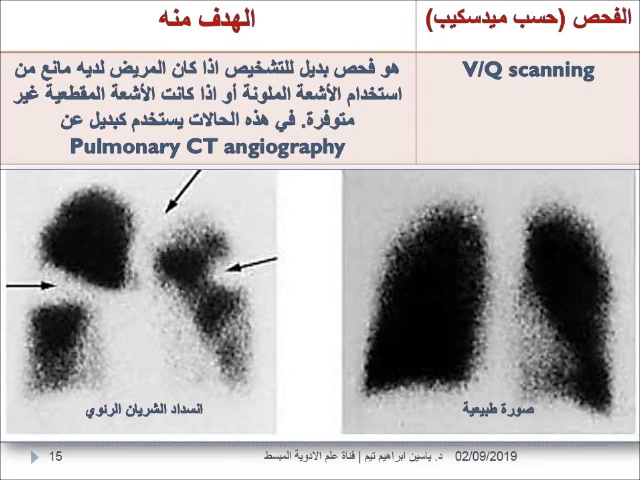 الفحص (حسب ميدسكيب)
الهدف منه
V/Q scanning
هو فحص بديل للتشخيص اذا كان المريض لديه مانع من
استخدام الأشعة الملونة أو اذا كانت الأشعة المقطعية غير
متوفرة. في هذه الحالات يستخدم كبديل عن
Pulmonary CT angiography
صورة طبيعية
انسداد الشريان الرئوي
02/09/2019
د. ياسين ابراهيم تيم | قناة علم الادوية المبسط
15